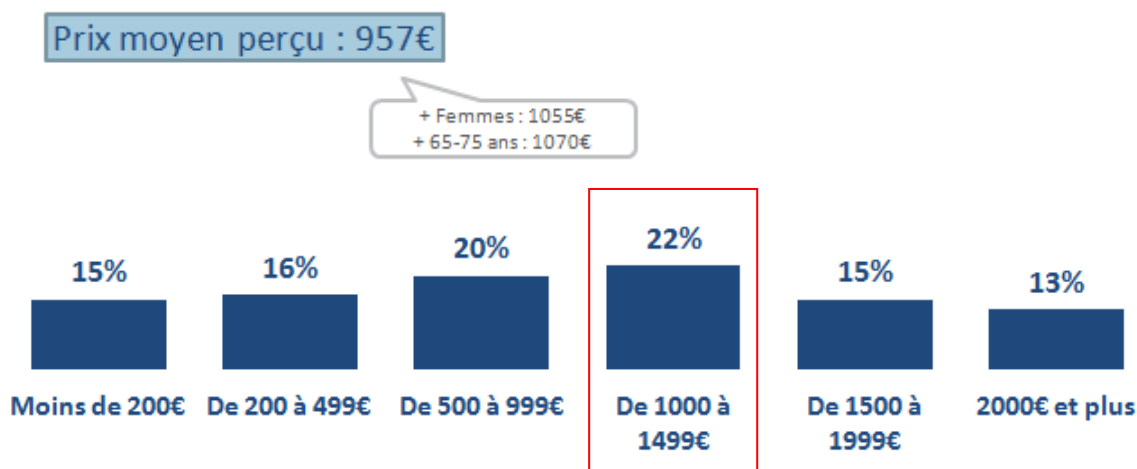 Prix moyen perçu : 957€
+ Femmes : 1055€
+ 65-75 ans : 1070€
15%
16%
20%
22%
15%
13%
Moins de 200€
De 200 à 499€
De 500 à 999€
De 1000 à
1499€
De 1500 à
1999€
2000€ et plus